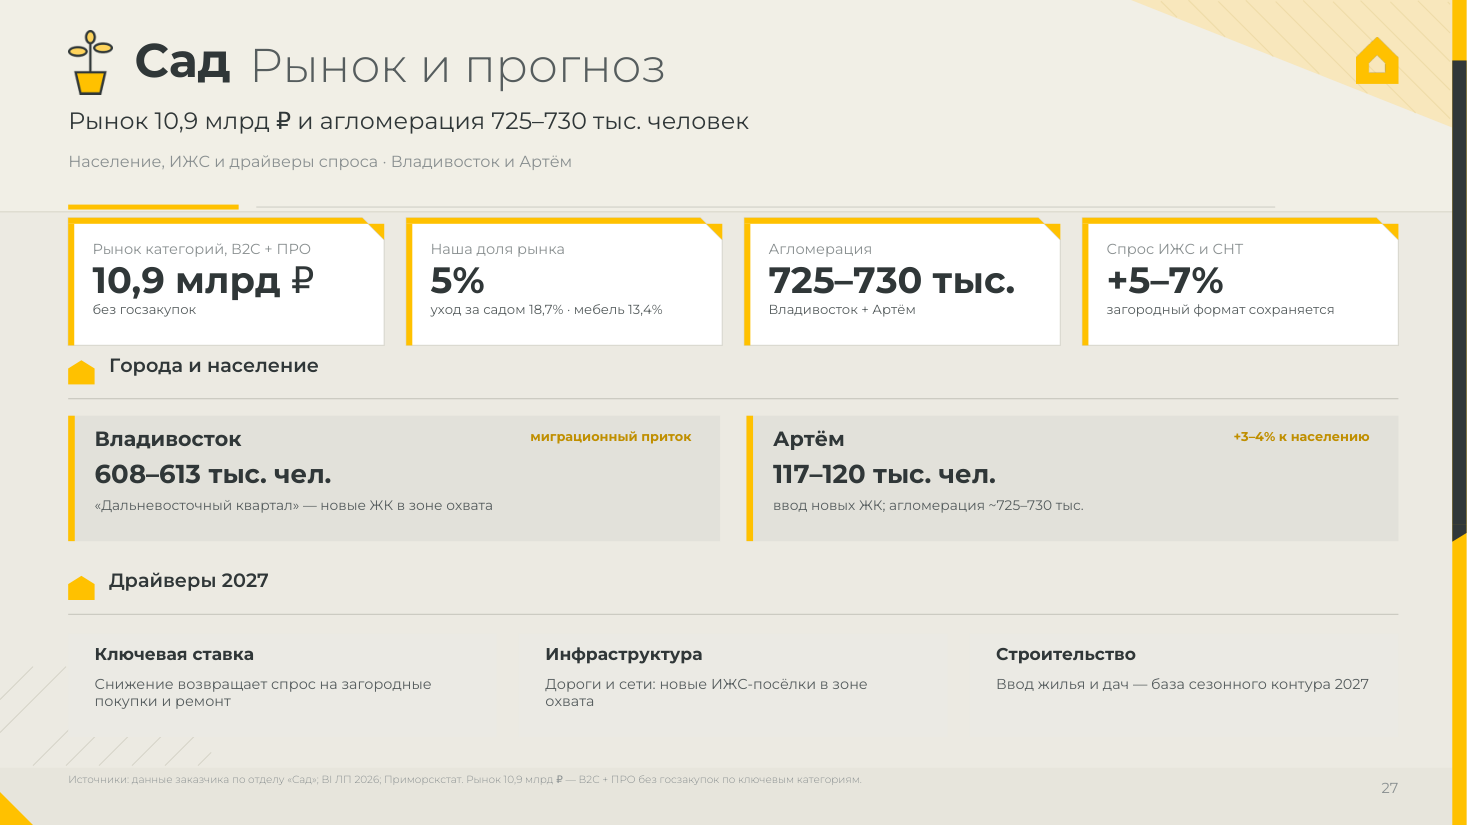 Сад Рынок и прогноз
Рынок 10,9 млрд ₽ и агломерация 725–730 тыс. человек
Население, ИЖС и драйверы спроса · Владивосток и Артём
Рынок категорий, B2C + ПРО
10,9 млрд ₽
без госзакупок
Наша доля рынка
5%
уход за садом 18,7% · мебель 13,4%
Агломерация
725–730 тыс.
Владивосток + Артём
Спрос ИЖС и СНТ
+5–7%
загородный формат сохраняется
Города и население
Владивосток
миграционный приток
608–613 тыс. чел.
«Дальневосточный квартал» — новые ЖК в зоне охвата
Артём
+3–4% к населению
117–120 тыс. чел.
ввод новых ЖК; агломерация ~725–730 тыс.
Драйверы 2027
Ключевая ставка
Снижение возвращает спрос на загородные
покупки и ремонт
Инфраструктура
Дороги и сети: новые ИЖС-посёлки в зоне
охвата
Строительство
Ввод жилья и дач — база сезонного контура 2027
Источники: данные заказчика по отделу «Сад»; BI ЛП 2026; Приморскстат. Рынок 10,9 млрд ₽ — B2C + ПРО без госзакупок по ключевым категориям.
27